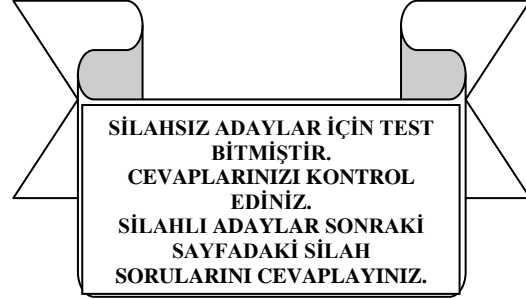 SİLAHSIZ ADAYLAR İÇİN TEST
BİTMİŞTİR.
CEVAPLARINIZI KONTROL
EDİNİZ.
SİLAHLI ADAYLAR SONRAKİ
SAYFADAKİ SİLAH
SORULARINI CEVAPLAYINIZ.